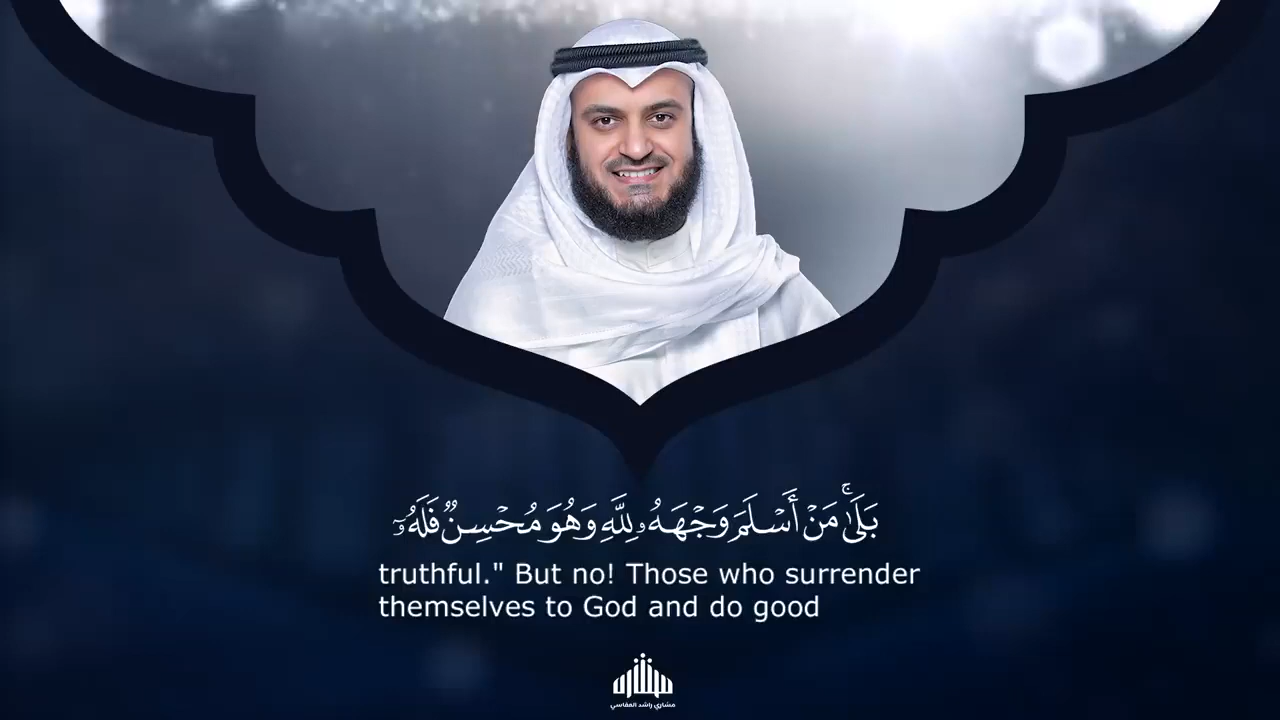 بَلَىٰۚ مَنْ أَسْلَمَ وَجْهَهُۥ لِلَّهِ وَهُوَ مُحْسِنٌۭ فَلَهُۥٓ
truthful." But no! Those who surrender
themselves to God and do good
مشاري راشد العفاسي